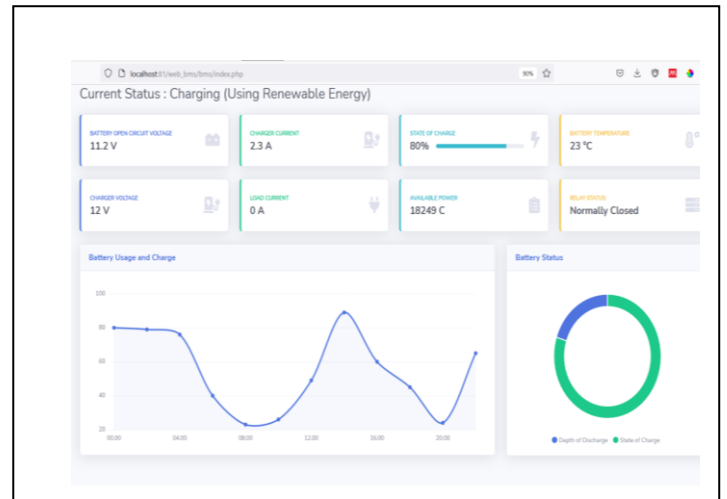 localhost:81/web_bms/bms/index.php
90%
Current Status : Charging (Using Renewable Energy)
BATTERY OPEN CIRCUIT VOLTAGE
11.2 V
CHARGER CURRENT
2.3 A
STATE OF CHARGE
80%
BATTERY TEMPERATURE
23 °C
CHARGER VOLTAGE
12 V
LOAD CURRENT
0 A
AVAILABLE POWER
18249 C
RELAY STATUS
Normally Closed
Battery Usage and Charge
100
80
60
40
20
00:00 04:00 08:00 12:00 16:00 20:00
Battery Status
Depth of Discharge State of Charge